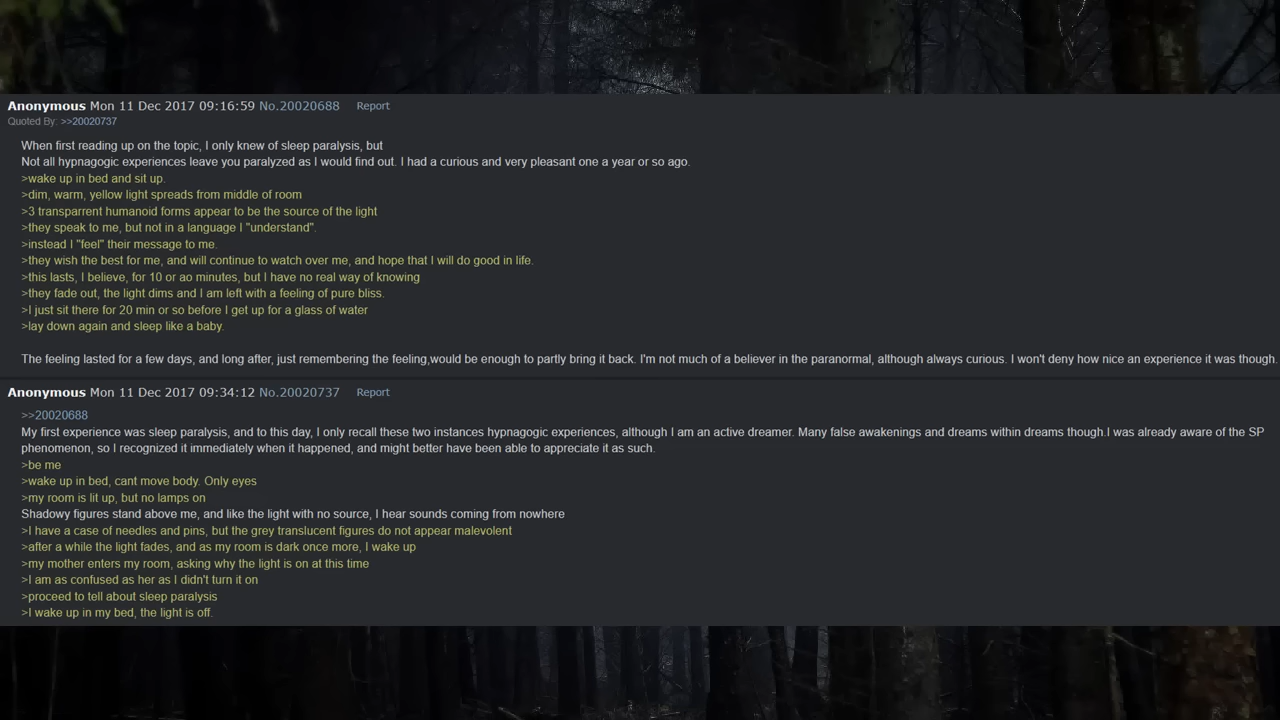 Anonymous Mon 11 Dec 2017 09:16:59 No.20020688 Report
Quoted By: >>20020737
When first reading up on the topic, I only knew of sleep paralysis, but
Not all hypnagogic experiences leave you paralyzed as I would find out. I had a curious and very pleasant one a year or so ago.
>wake up in bed and sit up.
>dim, warm, yellow light spreads from middle of room
>3 transparrent humanoid forms appear to be the source of the light
>they speak to me, but not in a language I "understand".
>instead I "feel" their message to me.
>they wish the best for me, and will continue to watch over me, and hope that I will do good in life.
>this lasts, I believe, for 10 or ao minutes, but I have no real way of knowing
>they fade out, the light dims and I am left with a feeling of pure bliss.
>I just sit there for 20 min or so before I get up for a glass of water
>lay down again and sleep like a baby.
The feeling lasted for a few days, and long after, just remembering the feeling,would be enough to partly bring it back. I'm not much of a believer in the paranormal, although always curious. I won't deny how nice an experience it was though.
Anonymous Mon 11 Dec 2017 09:34:12 No.20020737 Report
>>20020688
My first experience was sleep paralysis, and to this day, I only recall these two instances hypnagogic experiences, although I am an active dreamer. Many false awakenings and dreams within dreams though.I was already aware of the SP
phenomenon, so I recognized it immediately when it happened, and might better have been able to appreciate it as such.
>be me
>wake up in bed, cant move body. Only eyes
>my room is lit up, but no lamps on
Shadowy figures stand above me, and like the light with no source, I hear sounds coming from nowhere
>I have a case of needles and pins, but the grey translucent figures do not appear malevolent
>after a while the light fades, and as my room is dark once more, I wake up
>my mother enters my room, asking why the light is on at this time
>I am as confused as her as I didn't turn it on
>proceed to tell about sleep paralysis
>I wake up in my bed, the light is off.